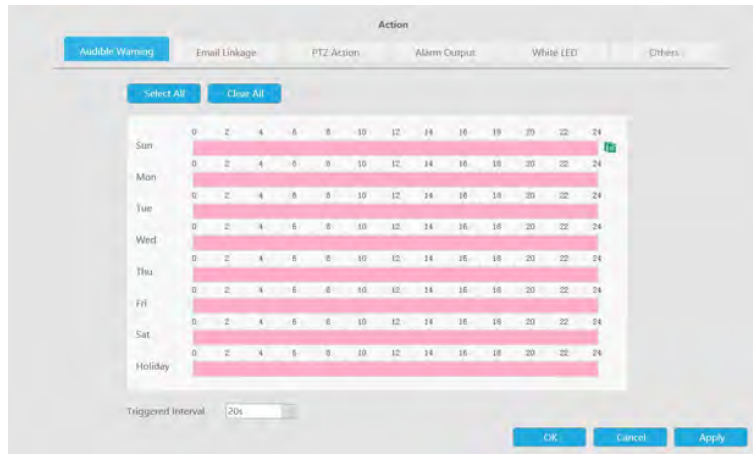 Action
Audible Warning Email Linkage PTZ Action Alarm Output White LED Others
Select All Clear All
0 2 4 6 8 10 12 14 16 18 20 22 24
Sun
0 2 4 6 8 10 12 14 16 18 20 22 24
Mon
0 2 4 6 8 10 12 14 16 18 20 22 24
Tue
0 2 4 6 8 10 12 14 16 18 20 22 24
Wed
0 2 4 6 8 10 12 14 16 18 20 22 24
Thu
0 2 4 6 8 10 12 14 16 18 20 22 24
Fri
0 2 4 6 8 10 12 14 16 18 20 22 24
Sat
0 2 4 6 8 10 12 14 16 18 20 22 24
Holiday
Triggered Interval 20s
OK Cancel Apply